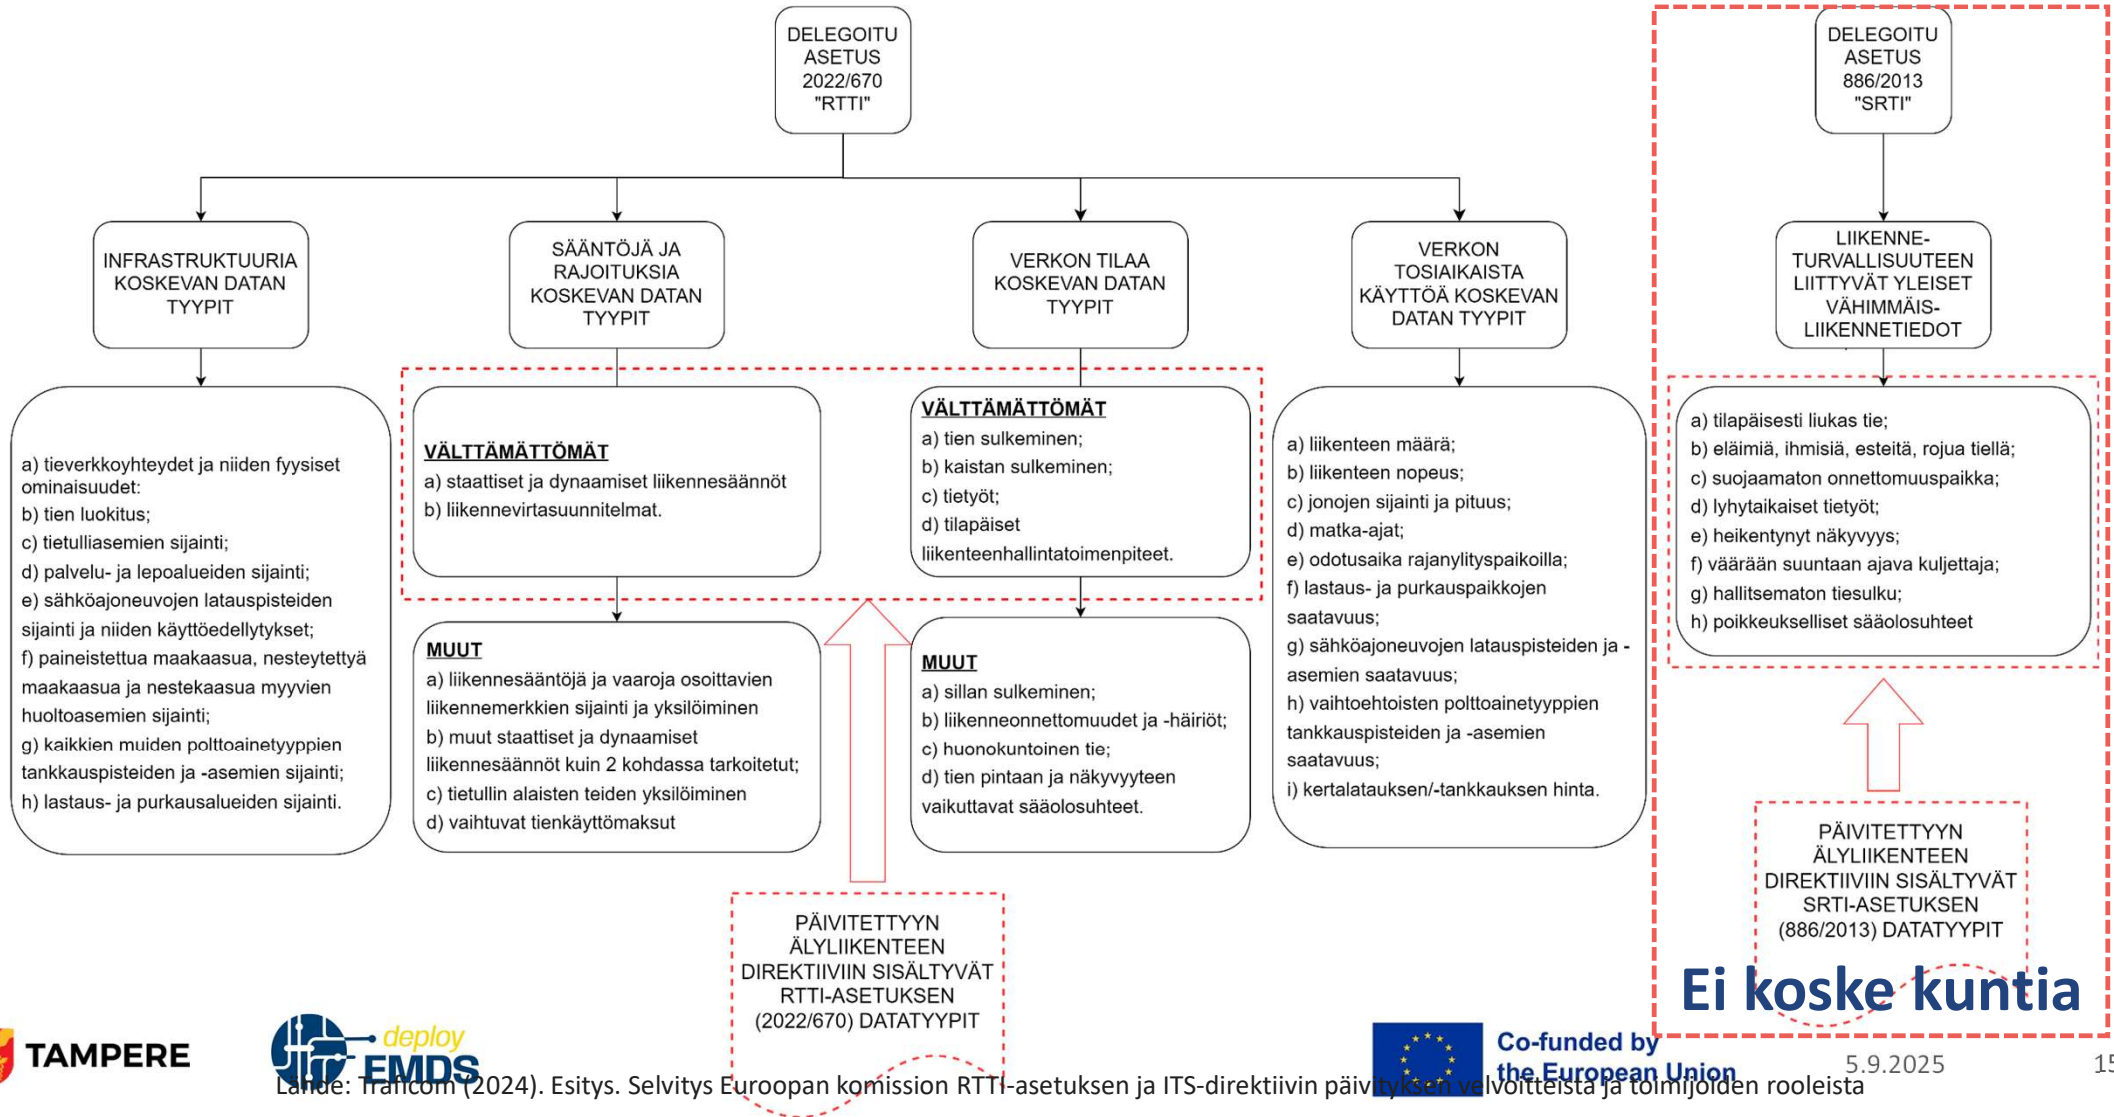 DELEGOITU
ASETUS
2022/670
"RTTI"
DELEGOITU
ASETUS
886/2013
"SRTI"
INFRASTRUKTUURIA
KOSKEVAN DATAN
TYYPIT
SÄÄNTÖJÄ JA
RAJOITUKSIA
KOSKEVAN DATAN
TYYPIT
VERKON TILAA
KOSKEVAN DATAN
TYYPIT
VERKON
TOSIAIKAISTA
KÄYTTÖÄ KOSKEVAN
DATAN TYYPIT
LIIKENNE-
TURVALLISUUTEEN
LIITTYVÄT YLEISET
VÄHIMMÄIS-
LIIKENNETIEDOT
a) tieverkkoyhteydet ja niiden fyysiset
ominaisuudet:
b) tien luokitus;
c) tietulliasemien sijainti;
d) palvelu- ja lepoalueiden sijainti;
e) sähköajoneuvojen latauspisteiden
sijainti ja niiden käyttöedellytykset;
f) paineistettua maakaasua, nesteytettyä
maakaasua ja nestekaasua myyvien
huoltoasemien sijainti;
g) kaikkien muiden polttoainetyyppien
tankkauspisteiden ja -asemien sijainti;
h) lastaus- ja purkausalueiden sijainti.
VÄLTTÄMÄTTÖMÄT
a) staattiset ja dynaamiset liikennesäännöt
b) liikennevirtasuunnitelmat.
MUUT
a) liikennesääntöjä ja vaaroja osoittavien
liikennemerkkien sijainti ja yksilöiminen
b) muut staattiset ja dynaamiset
liikennesäännöt kuin 2 kohdassa tarkoitetut;
c) tietullin alaisten teiden yksilöiminen
d) vaihtuvat tienkäyttömaksut
VÄLTTÄMÄTTÖMÄT
a) tien sulkeminen;
b) kaistan sulkeminen;
c) tietyöt;
d) tilapäiset
liikenteenhallintatoimenpiteet.
MUUT
a) sillan sulkeminen;
b) liikenneonnettomuudet ja -häiriöt;
c) huonokuntoinen tie;
d) tien pintaan ja näkyvyyteen
vaikuttavat sääolosuhteet.
a) liikenteen määrä;
b) liikenteen nopeus;
c) jonojen sijainti ja pituus;
d) matka-ajat;
e) odotusaika rajanylityspaikoilla;
f) lastaus- ja purkauspaikkojen
saatavuus;
g) sähköajoneuvojen latauspisteiden ja -
asemien saatavuus;
h) vaihtoehtoisten polttoainetyyppien
tankkauspisteiden ja -asemien
saatavuus;
i) kertalatauksen/-tankkauksen hinta.
a) tilapäisesti liukas tie;
b) eläimiä, ihmisiä, esteitä, rojua tiellä;
c) suojaamaton onnettomuuspaikka;
d) lyhytaikaiset tietyöt;
e) heikentynyt näkyvyys;
f) väärään suuntaan ajava kuljettaja;
g) hallitsematon tiesulku;
h) poikkeukselliset sääolosuhteet
PÄIVITETTYYN
ÄLYLIIKENTEEN
DIREKTIIVIIN SISÄLTYVÄT
RTTI-ASETUKSEN
(2022/670) DATATYYPIT
PÄIVITETTYYN
ÄLYLIIKENTEEN
DIREKTIIVIIN SISÄLTYVÄT
SRTI-ASETUKSEN
(886/2013) DATATYYPIT
Ei koske kuntia
TAMPERE
deploy
EMDS
Co-funded by
the European Union
5.9.2025
15
Lähde: Traficom (2024). Esitys. Selvitys Euroopan komission RTTI-asetuksen ja ITS-direktiivin päivityksen velvoitteista ja toimijoiden rooleista